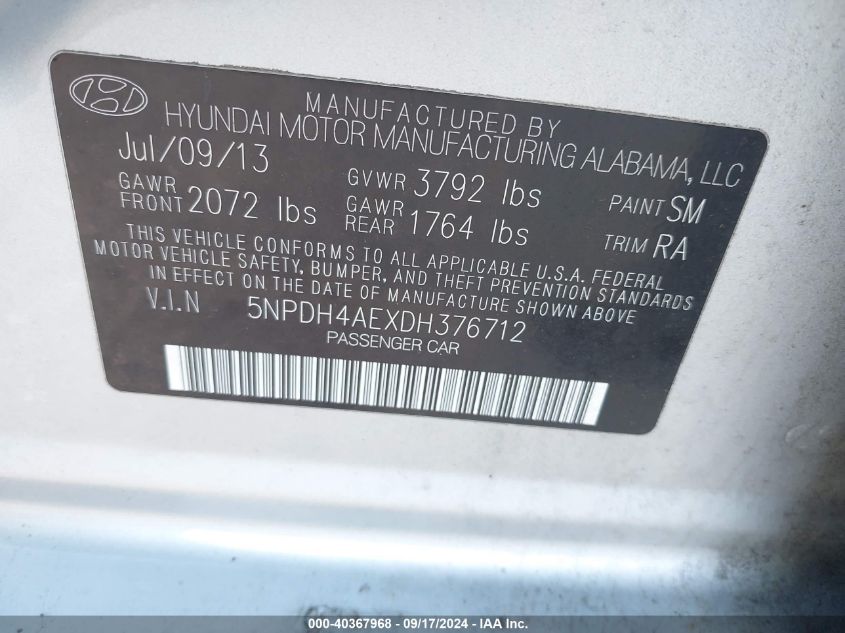 MANUFACTURED BY
HYUNDAI MOTOR MANUFACTURING ALABAMA, LLC
Jul/09/13
GAWR FRONT 2072 lbs
GVWR 3792 lbs
GAWR REAR 1764 lbs
PAINT SM
TRIM RA
THIS VEHICLE CONFORMS TO ALL APPLICABLE U.S.A. FEDERAL
MOTOR VEHICLE SAFETY, BUMPER, AND THEFT PREVENTION STANDARDS
IN EFFECT ON THE DATE OF MANUFACTURE SHOWN ABOVE
V.I.N 5NPDH4AEXDH376712
PASSENGER CAR
000-40367968 - 09/17/2024 - IAA Inc.